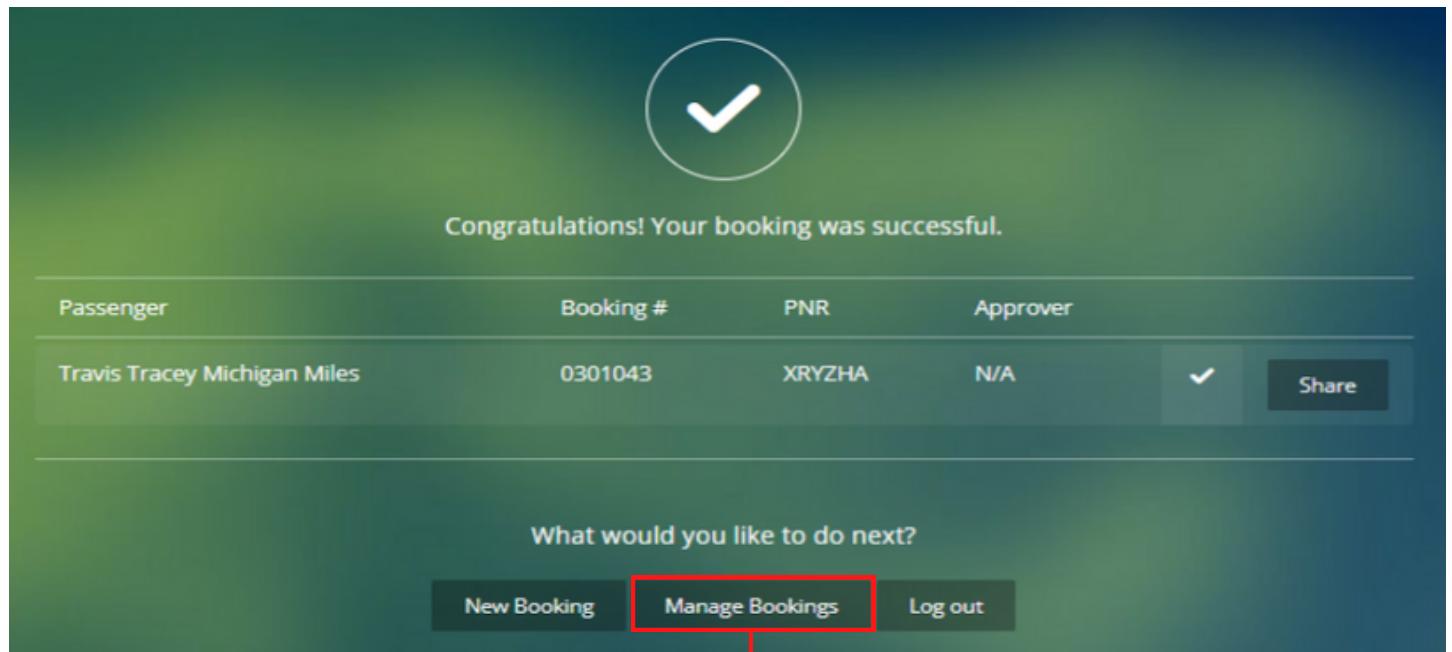 Congratulations! Your booking was successful.
Passenger Booking # PNR Approver
Travis Tracey Michigan Miles 0301043 XRYZHA N/A Share
What would you like to do next?
New Booking Manage Bookings Log out